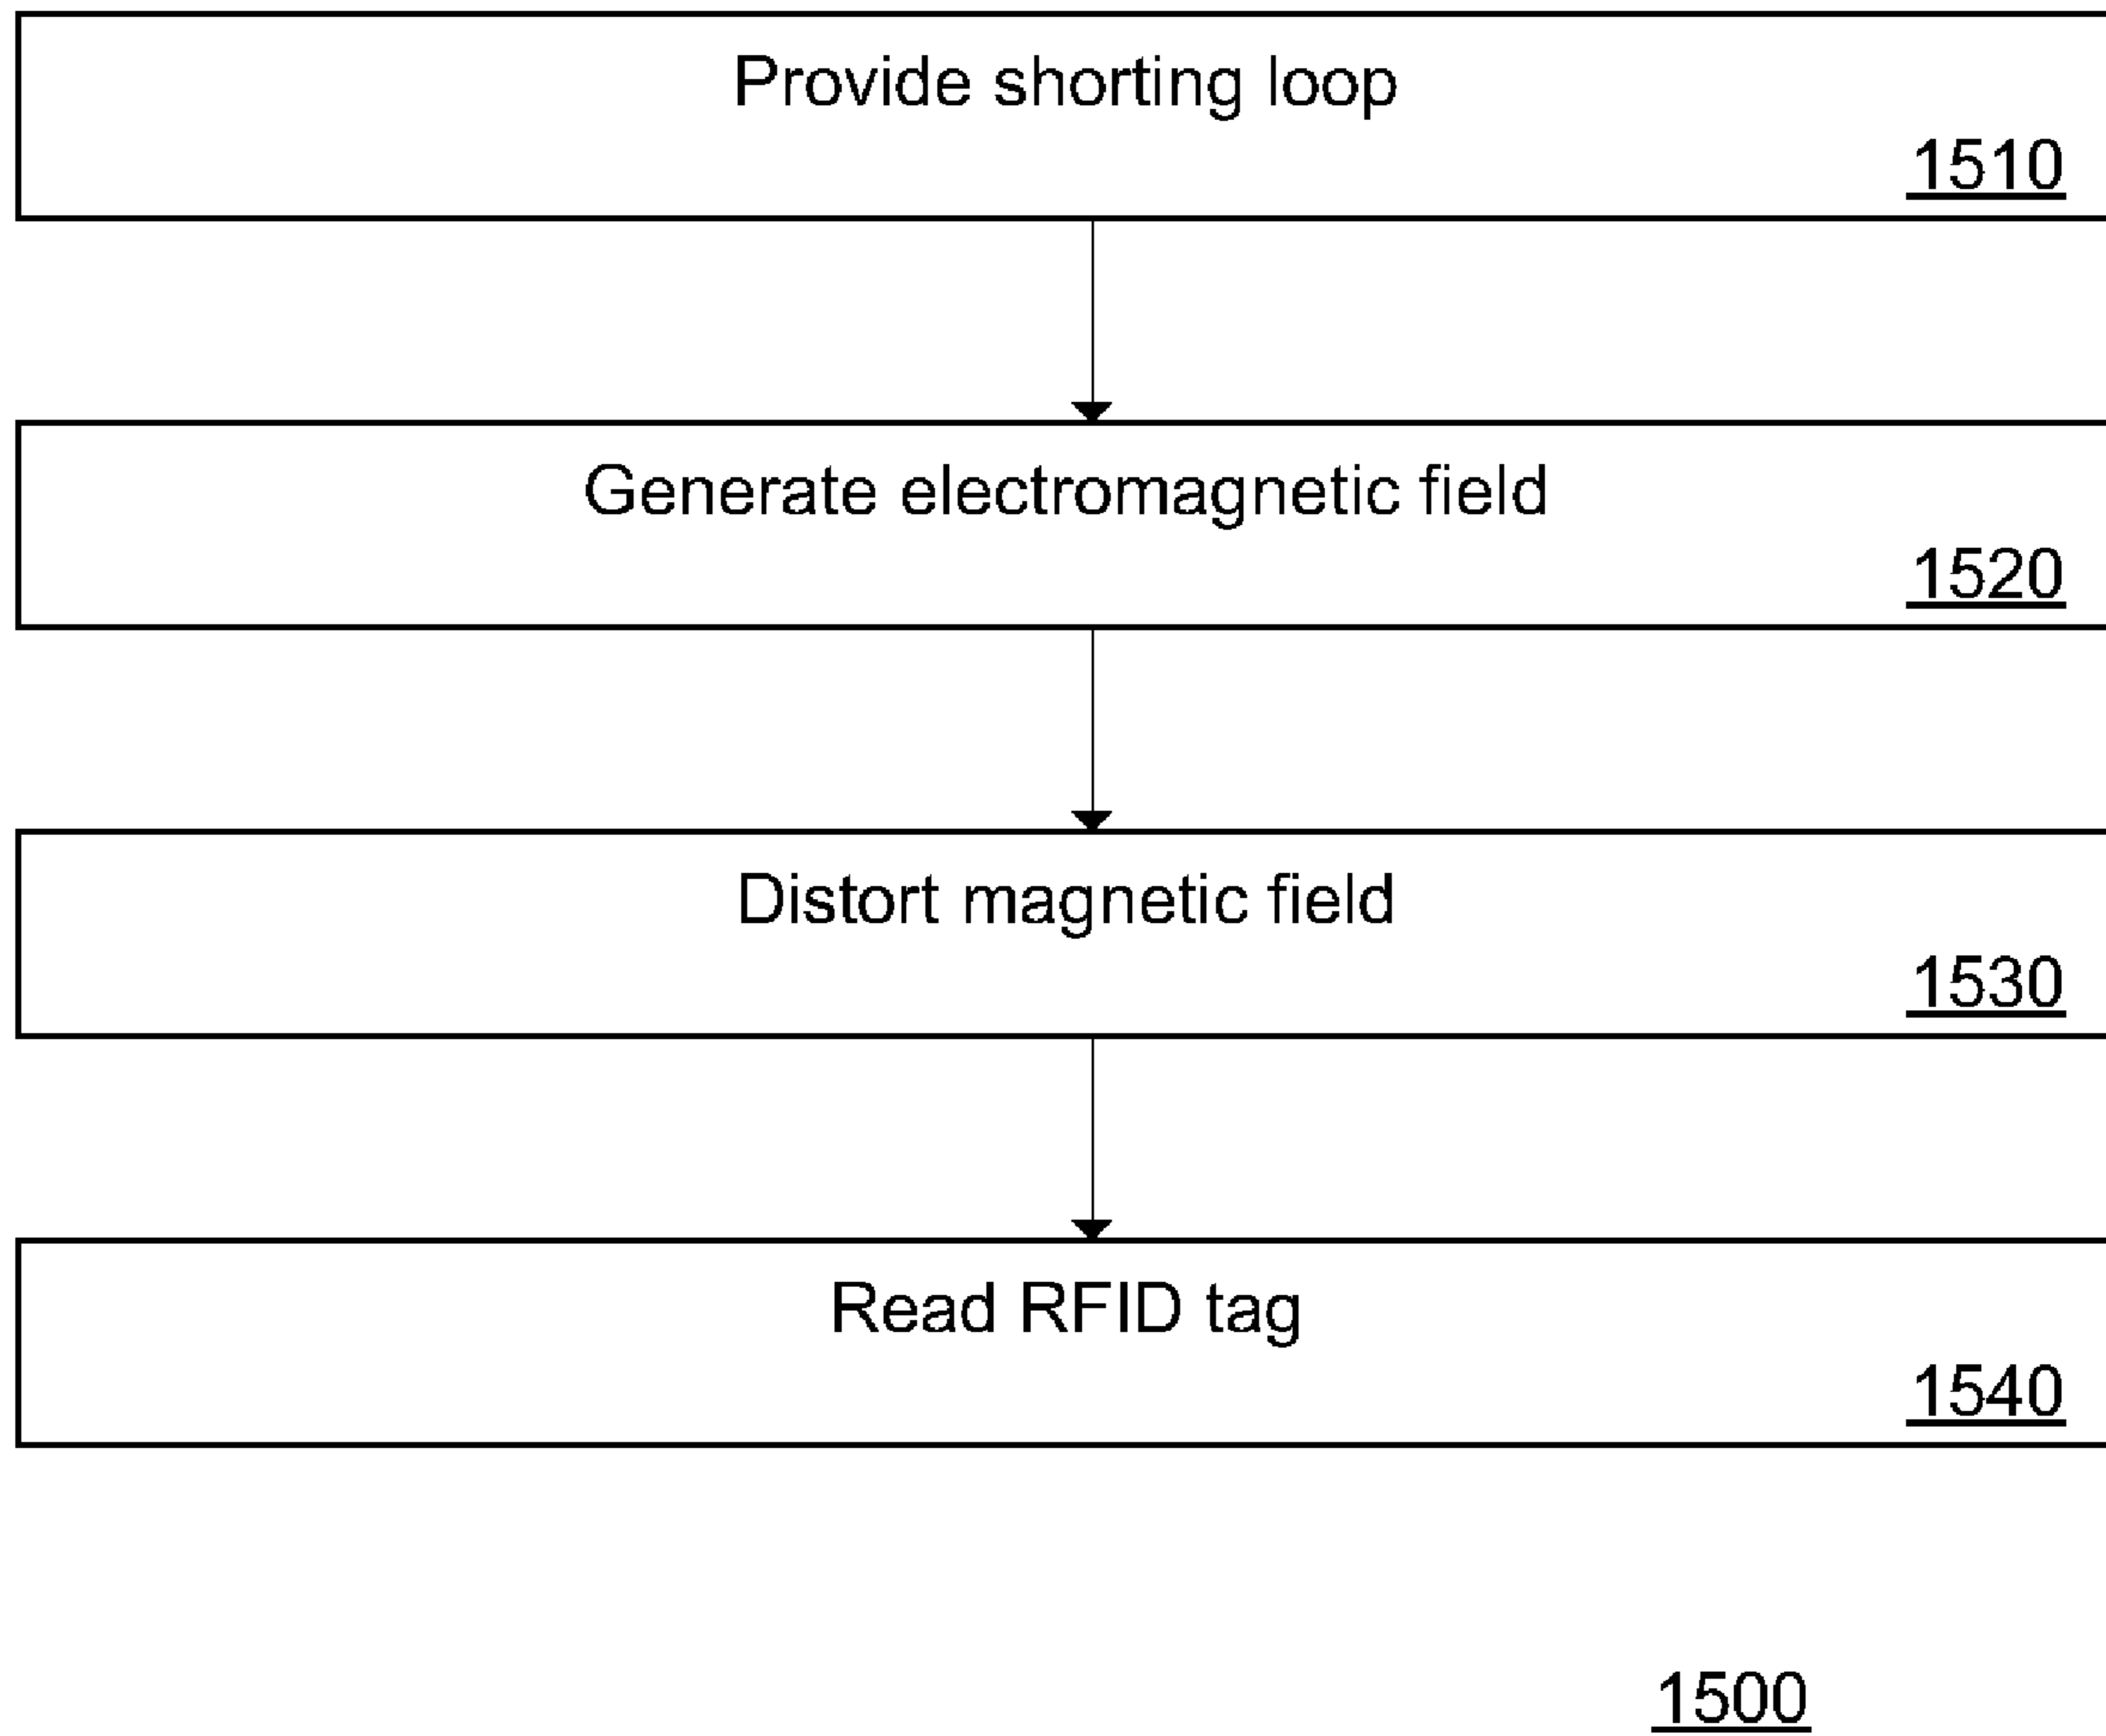 Provide shorting loop
1510
Generate electromagnetic field
1520
Distort magnetic field
1530
Read RFID tag
1540
1500